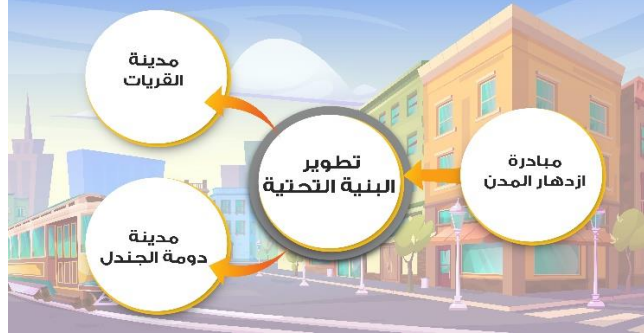 مبادرة
ازدهار المدن
تطوير
البنية التحتية
مدينة
القريات
مدينة
دومة الجندل